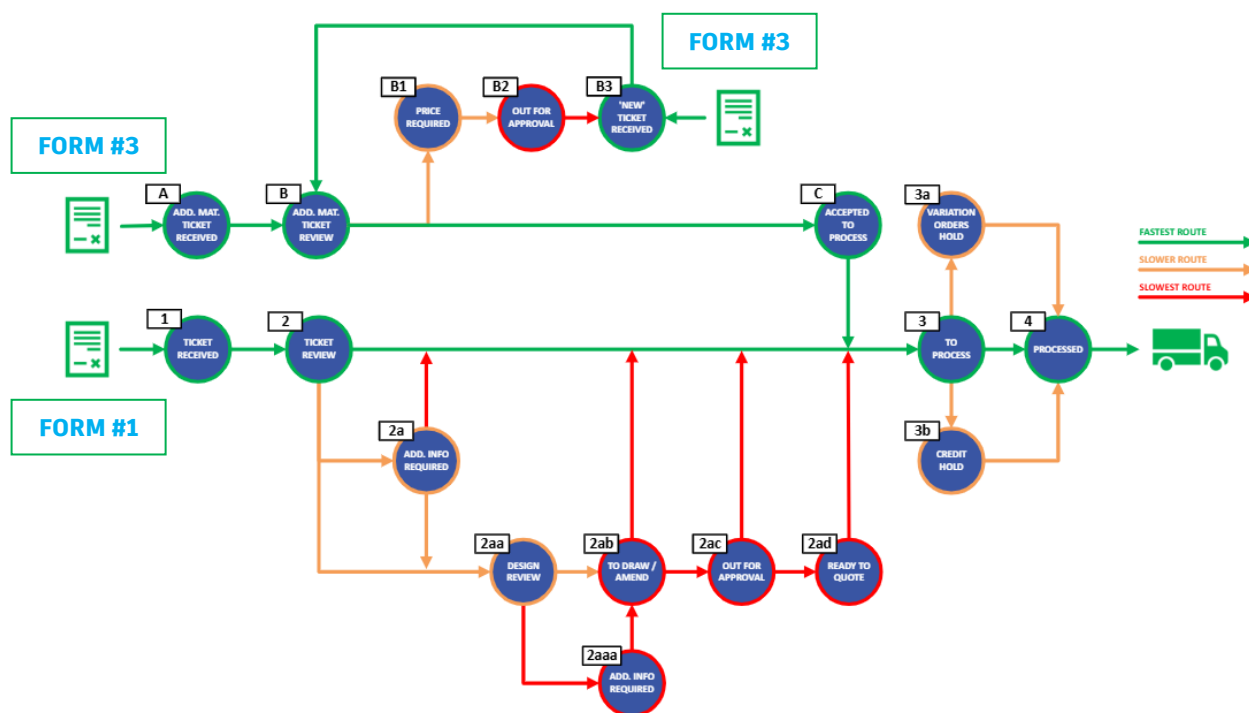 FORM #3
B1
PRICE
REQUIRED
B2
OUT FOR
APPROVAL
B3
'NEW'
TICKET
RECEIVED
FORM #3
A
ADD. MAT.
TICKET
RECEIVED
B
ADD. MAT.
TICKET
REVIEW
C
ACCEPTED
TO
PROCESS
3a
VARIATION
ORDERS
HOLD
FASTEST ROUTE
SLOWER ROUTE
SLOWEST ROUTE
1
TICKET
RECEIVED
2
TICKET
REVIEW
3
TO
PROCESS
4
PROCESSED
FORM #1
2a
ADD. INFO
REQUIRED
3b
CREDIT
HOLD
2aa
DESIGN
REVIEW
2ab
TO DRAW /
AMEND
2ac
OUT FOR
APPROVAL
2ad
READY TO
QUOTE
2aaa
ADD. INFO
REQUIRED